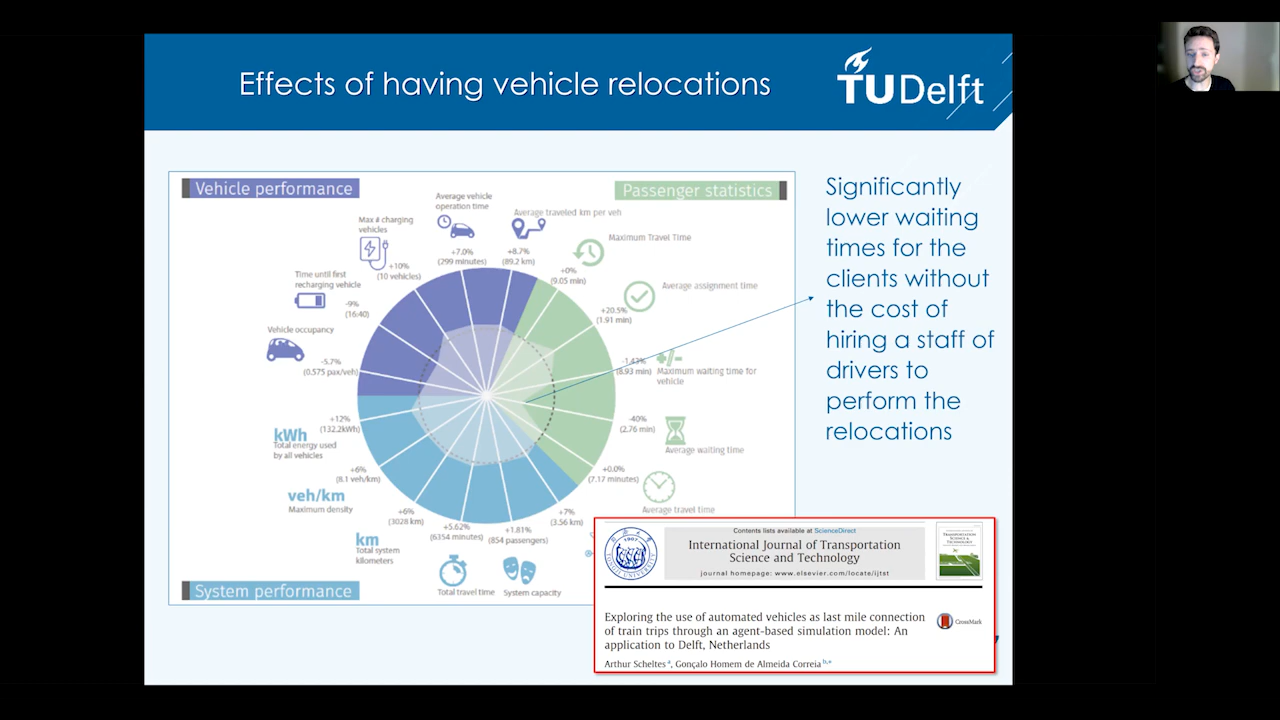 Effects of having vehicle relocations
TU Delft
Vehicle performance
Passenger statistics
Average vehicle
operation time
+7.0%
(299 minutes)
Average traveled km per veh
+8.7%
(89.2 km)
Max # charging
vehicles
+10%
(10 vehicles)
Time until first
recharging vehicle
-9%
(16:40)
Vehicle occupancy
-5.7%
(0.575 pax/veh)
Maximum Travel Time
+0%
(9.05 min)
Average assignment time
+20.5%
(1.91 min)
-1.43%
(8.93 min)
+/-
Maximum waiting time for
vehicle
-40%
(2.76 min)
Average waiting time
+0.0%
(7.17 minutes)
Average travel time
+12%
(132.2kWh)
kWh
Total energy used
by all vehicles
+6%
(8.1 veh/km)
veh/km
Maximum density
+6%
(3028 km)
km
Total system
kilometers
+5.62%
(6354 minutes)
Total travel time
+1.81%
(854 passengers)
System capacity
+7%
(3.56 km)
System performance
Significantly
lower waiting
times for the
clients without
the cost of
hiring a staff of
drivers to
perform the
relocations
Contents lists available at ScienceDirect
International Journal of Transportation
Science and Technology
journal homepage: www.elsevier.com/locate/ijtst
1907
TRANSPORTATION
SCIENCE &
TECHNOLOGY
Exploring the use of automated vehicles as last mile connection
of train trips through an agent-based simulation model: An
application to Delft, Netherlands
CrossMark
Arthur Scheltes a, Gonçalo Homem de Almeida Correia b,*